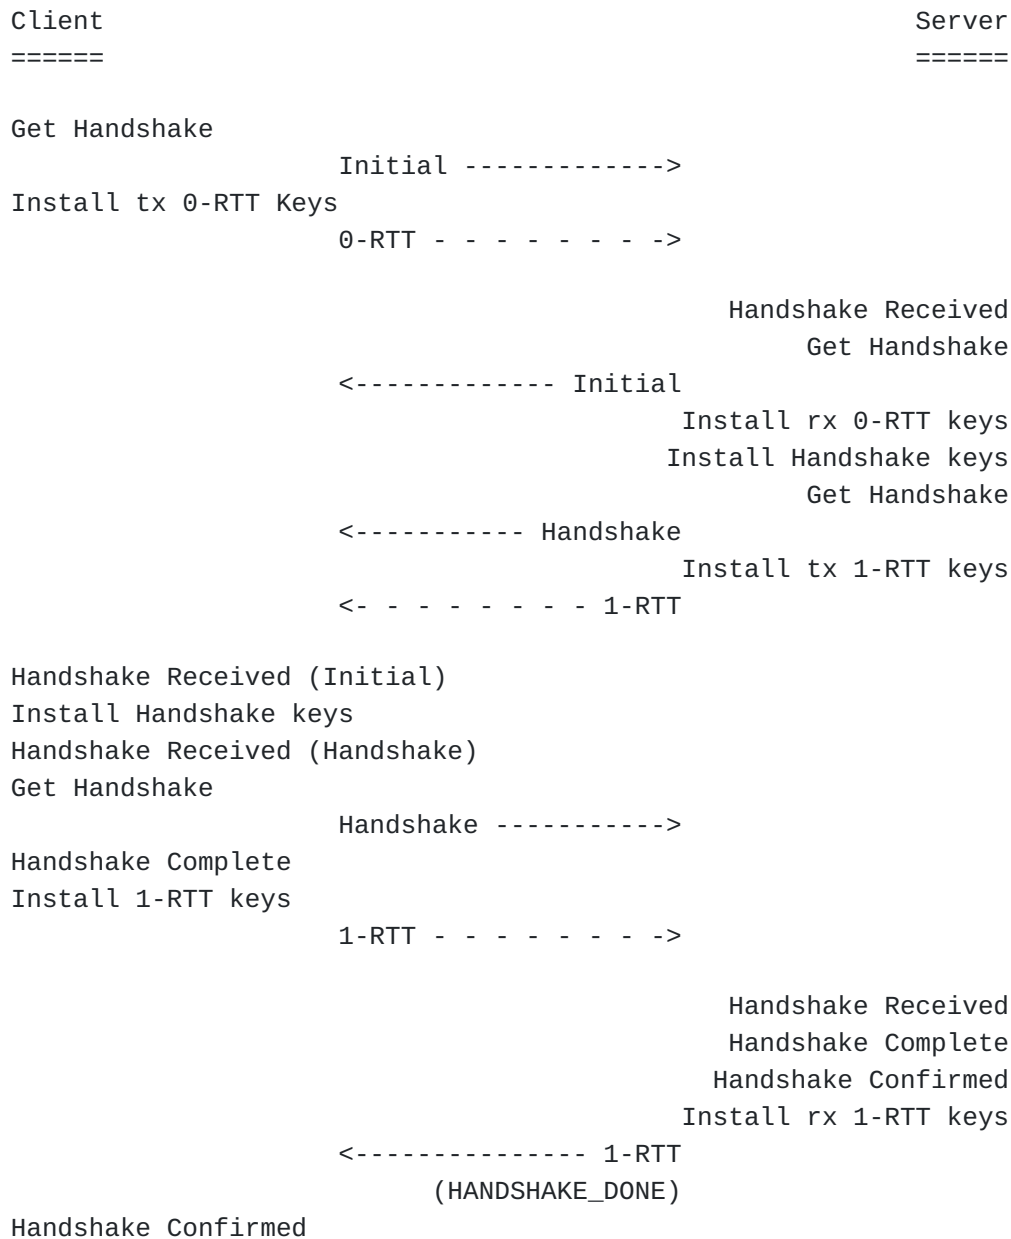 Client                                                    Server
======                                                    ======

Get Handshake
                     Initial ------------->
Install tx 0-RTT Keys
                     0-RTT - - - - - - - ->

                                              Handshake Received
                                                   Get Handshake
                     <------------- Initial
                                           Install rx 0-RTT keys
                                          Install Handshake keys
                                                   Get Handshake
                     <----------- Handshake
                                           Install tx 1-RTT keys
                     <- - - - - - - - 1-RTT

Handshake Received (Initial)
Install Handshake keys
Handshake Received (Handshake)
Get Handshake
                     Handshake ----------->
Handshake Complete
Install 1-RTT keys
                     1-RTT - - - - - - - ->

                                              Handshake Received
                                              Handshake Complete
                                             Handshake Confirmed
                                           Install rx 1-RTT keys
                     <--------------- 1-RTT
                           (HANDSHAKE_DONE)
Handshake Confirmed